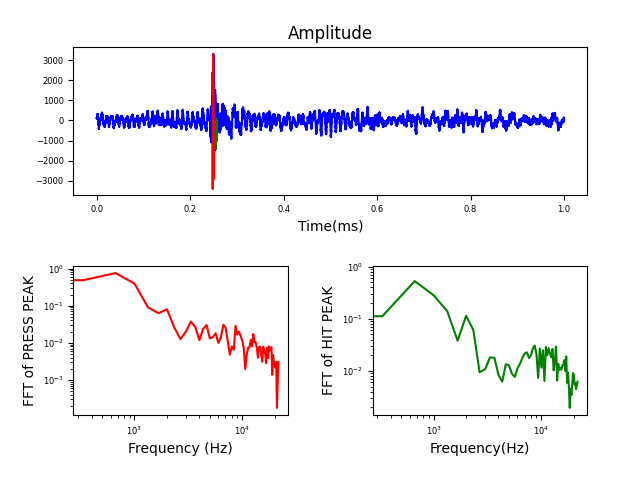 Amplitude
3000
2000
1000
0
−1000
−2000
−3000
0.0 0.2 0.4 0.6 0.8 1.0
Time(ms)
FFT of PRESS PEAK
10⁰
10⁻¹
10⁻²
10⁻³
10³ 10⁴
Frequency (Hz)
FFT of HIT PEAK
10⁰
10⁻¹
10⁻²
10³ 10⁴
Frequency(Hz)